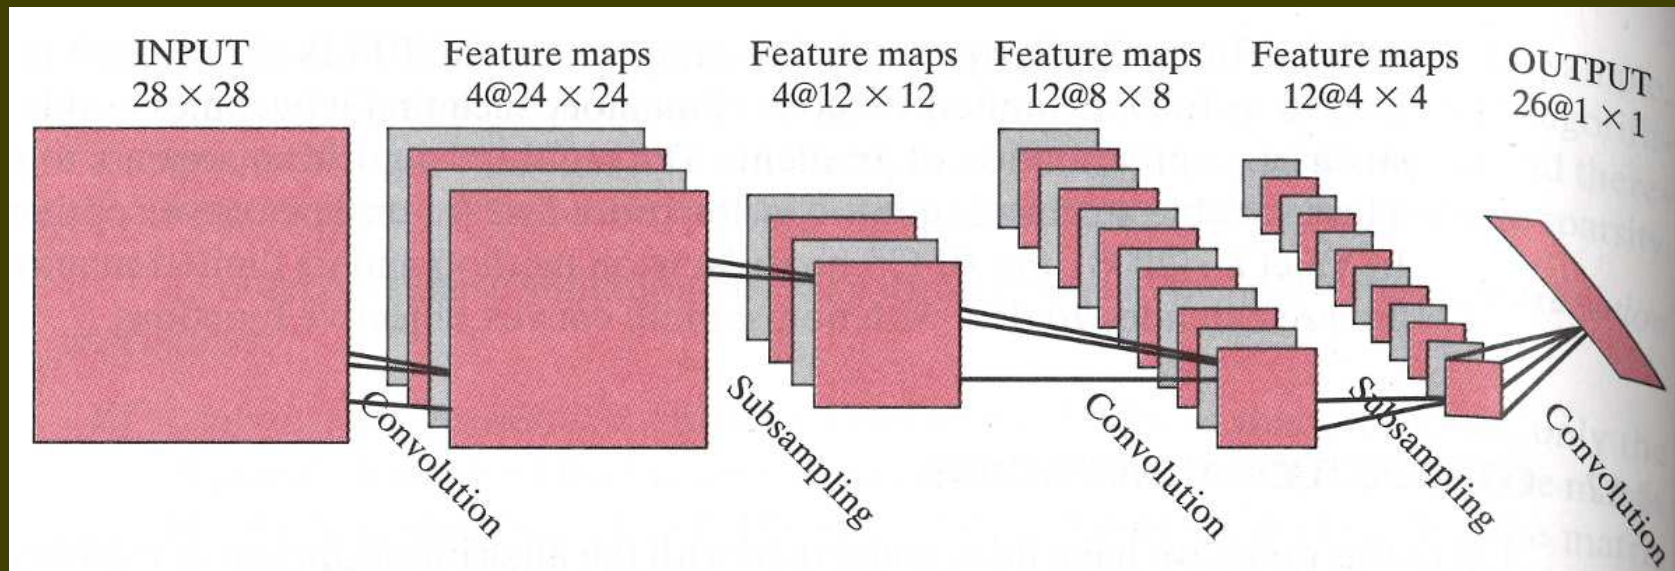 INPUT
28 × 28
Feature maps
4@24 × 24
Feature maps
4@12 × 12
Feature maps
12@8 × 8
Feature maps
12@4 × 4
OUTPUT
26@1 × 1
Convolution
Subsampling
Convolution
Subsampling
Convolution